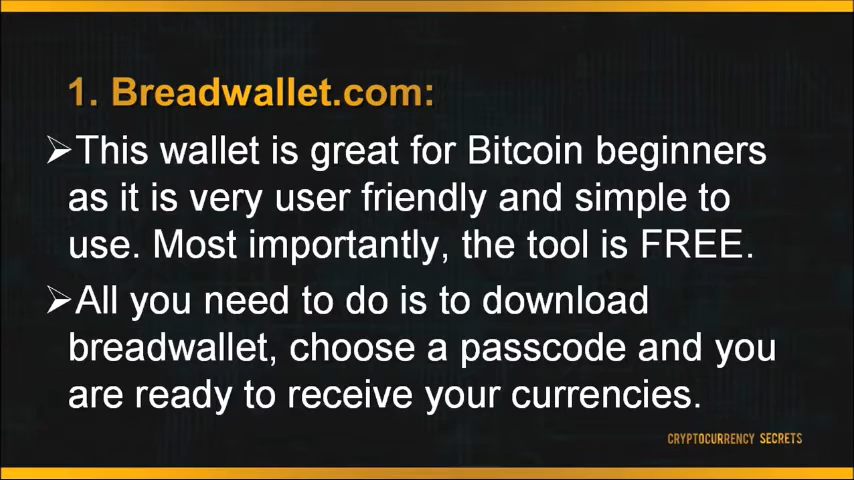 1. Breadwallet.com:
➢This wallet is great for Bitcoin beginners
as it is very user friendly and simple to
use. Most importantly, the tool is FREE.
➢All you need to do is to download
breadwallet, choose a passcode and you
are ready to receive your currencies.
CRYPTOCURRENCY SECRETS